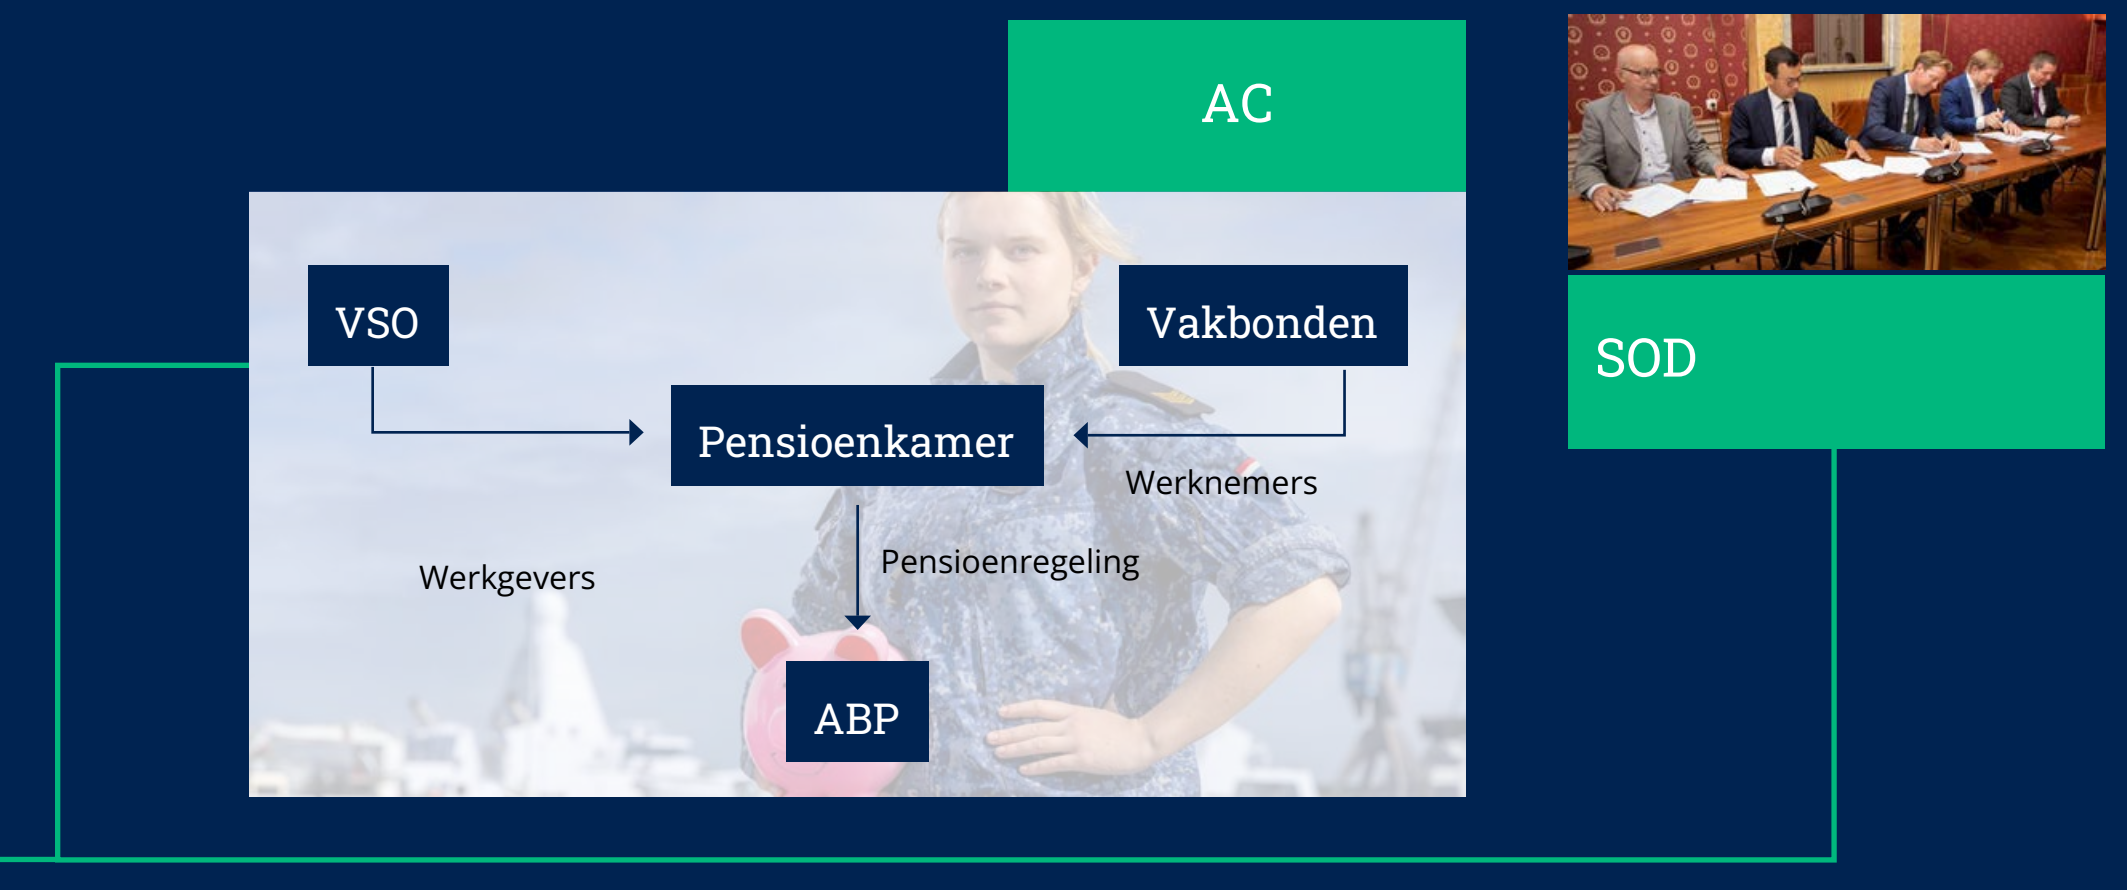 AC
VSO
Vakbonden
SOD
Pensioenkamer
Werknemers
Pensioenregeling
Werkgevers
ABP